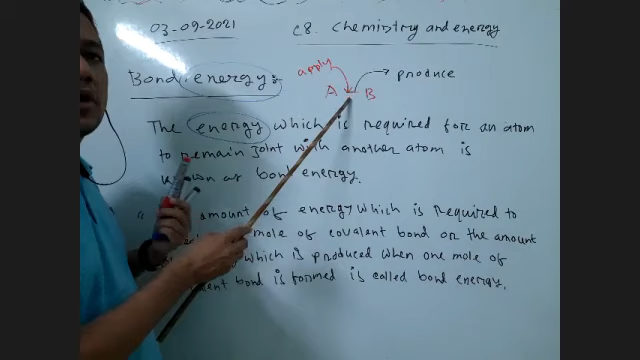 03-09-2021
C8. Chemistry and energy
Bond energy:-
apply
produce
A B
The energy which is required for an atom
to remain joint with another atom is
known as bond energy.
" amount of energy which is required to
mole of covalent bond or the amount
which is produced when one mole of
bond is formed is called bond energy.